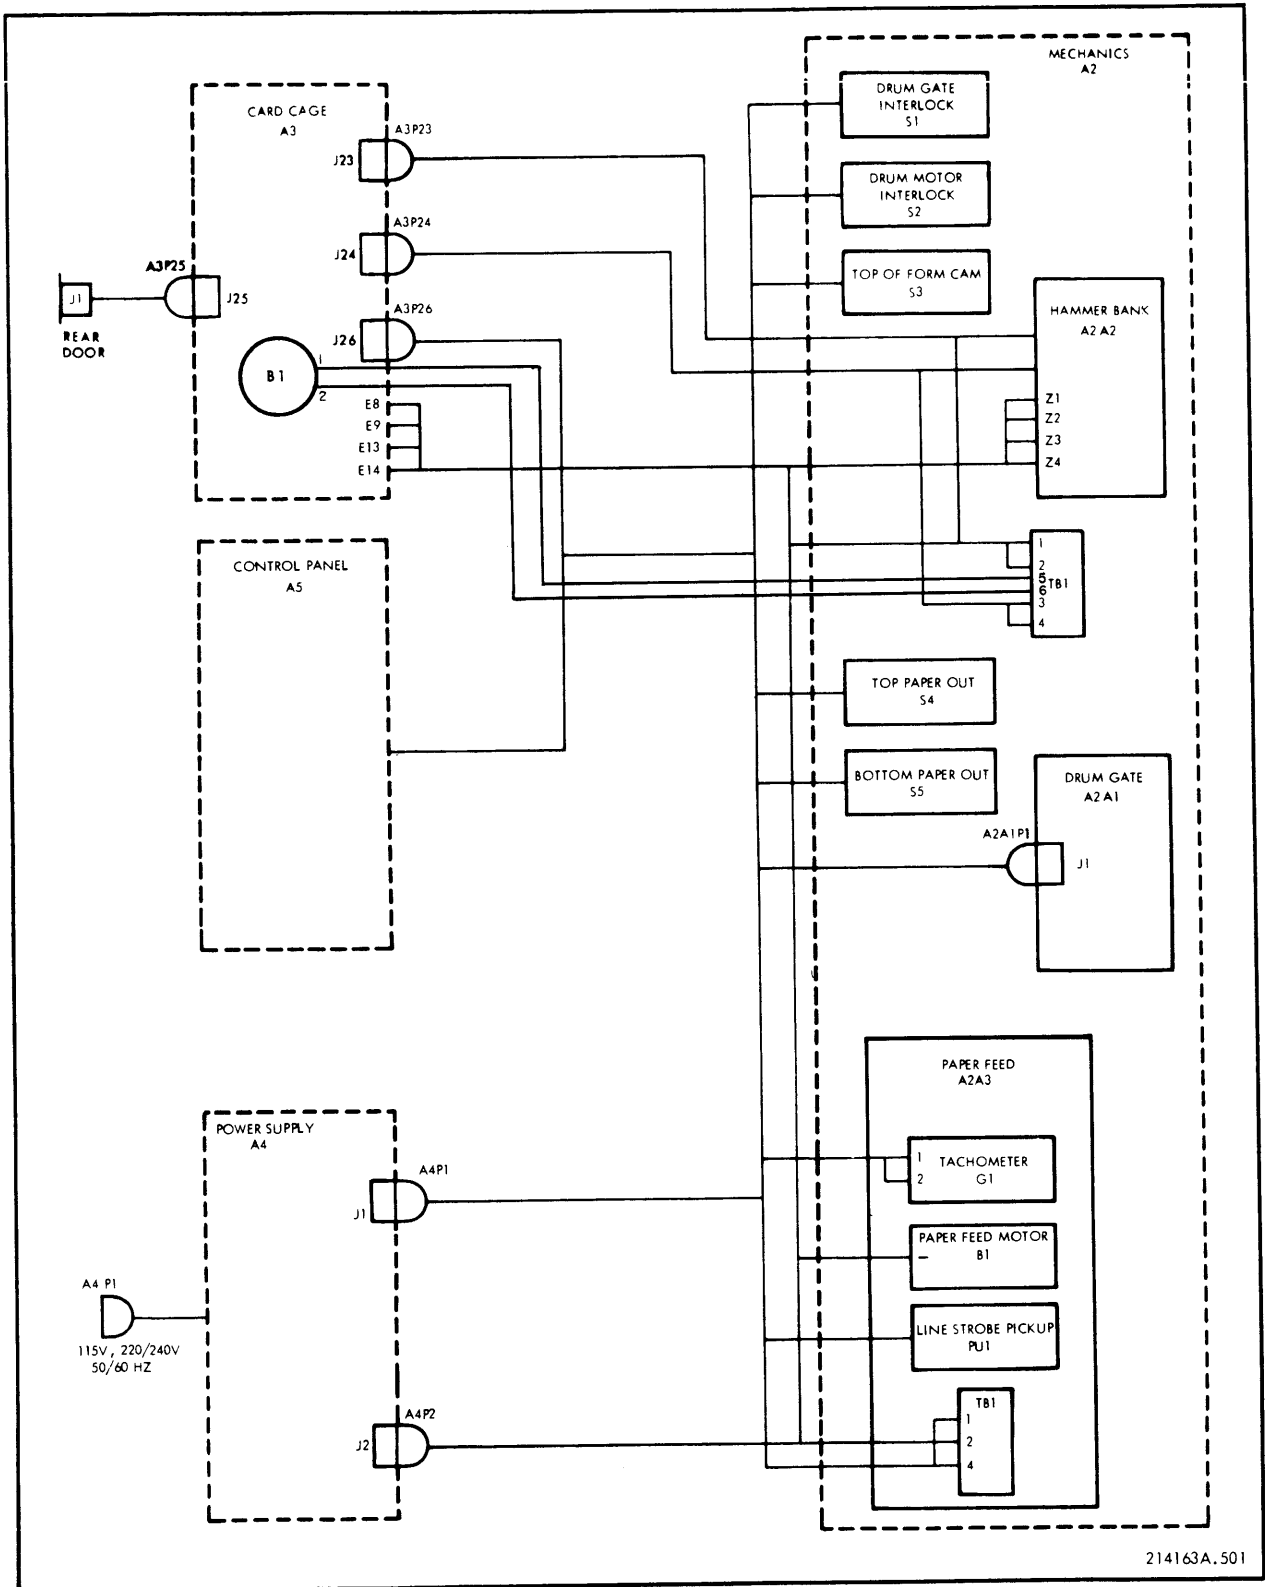 MECHANICS
A2
DRUM GATE
INTERLOCK
S1
CARD CAGE
A3
A3P23
J23
DRUM MOTOR
INTERLOCK
S2
A3P24
J24
TOP OF FORM CAM
S3
A3P25
J25
J1
REAR
DOOR
A3P26
J26
HAMMER BANK
A2A2
B1
1
2
E8
E9
E13
E14
Z1
Z2
Z3
Z4
CONTROL PANEL
A5
1
2
5
6
3
4
TB1
TOP PAPER OUT
S4
BOTTOM PAPER OUT
S5
DRUM GATE
A2A1
A2A1P1
J1
PAPER FEED
A2A3
POWER SUPPLY
A4
A4P1
J1
1
2
TACHOMETER
G1
PAPER FEED MOTOR
B1
–
A4 P1
115V, 220/240V
50/60 HZ
LINE STROBE PICKUP
PU1
A4P2
J2
TB1
1
2
4
214163A.501